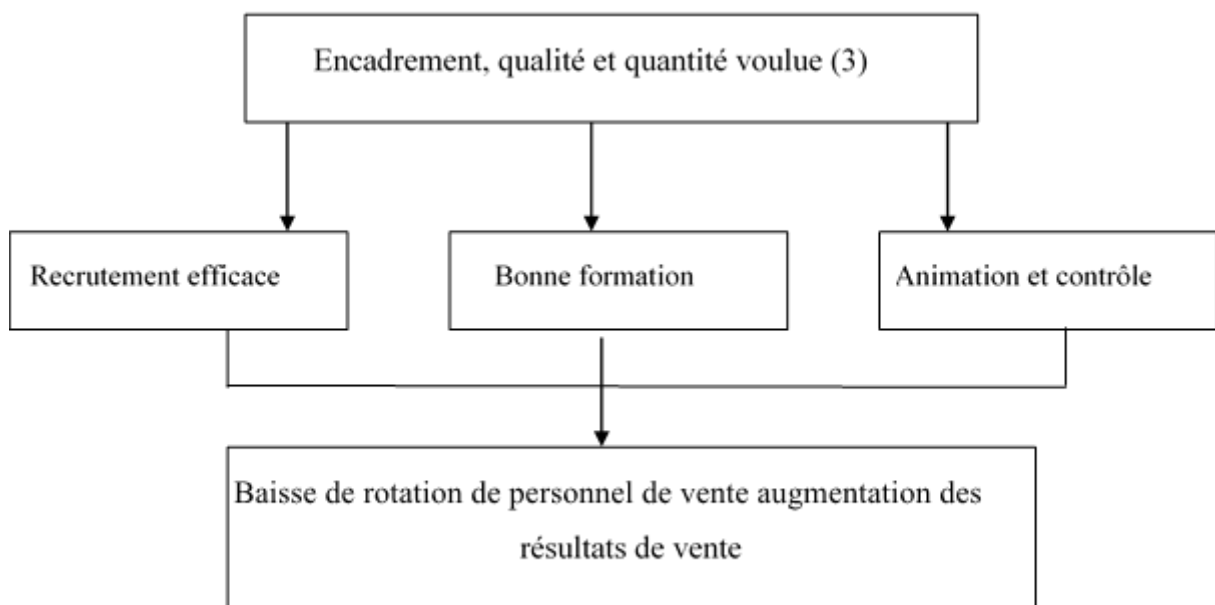 Encadrement, qualité et quantité voulue (3)
Recrutement efficace
Bonne formation
Animation et contrôle
Baisse de rotation de personnel de vente augmentation des
résultats de vente